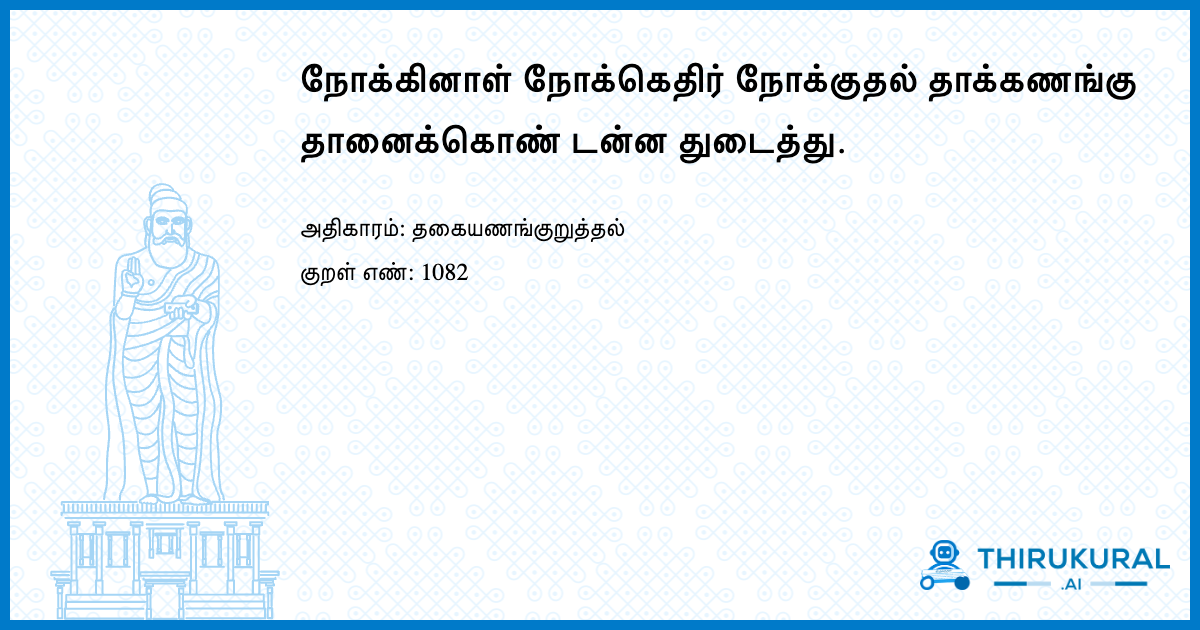 நோக்கினாள் நோக்கெதிர் நோக்குதல் தாக்கணங்கு
தானைக்கொண் டன்ன துடைத்து.
அதிகாரம்: தகையணங்குறுத்தல்
குறள் எண்: 1082
THIRUKURAL
.AI